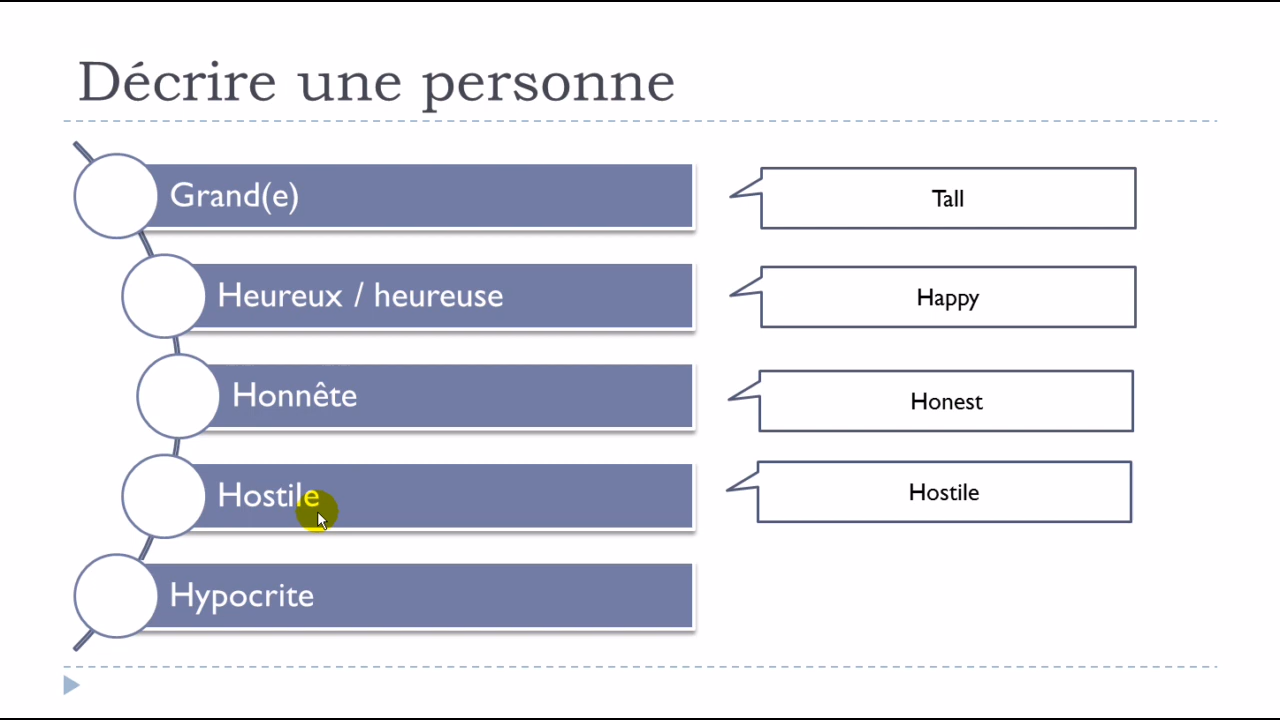 Décrire une personne
Grand(e)
Tall
Heureux / heureuse
Happy
Honnête
Honest
Hostile
Hostile
Hypocrite